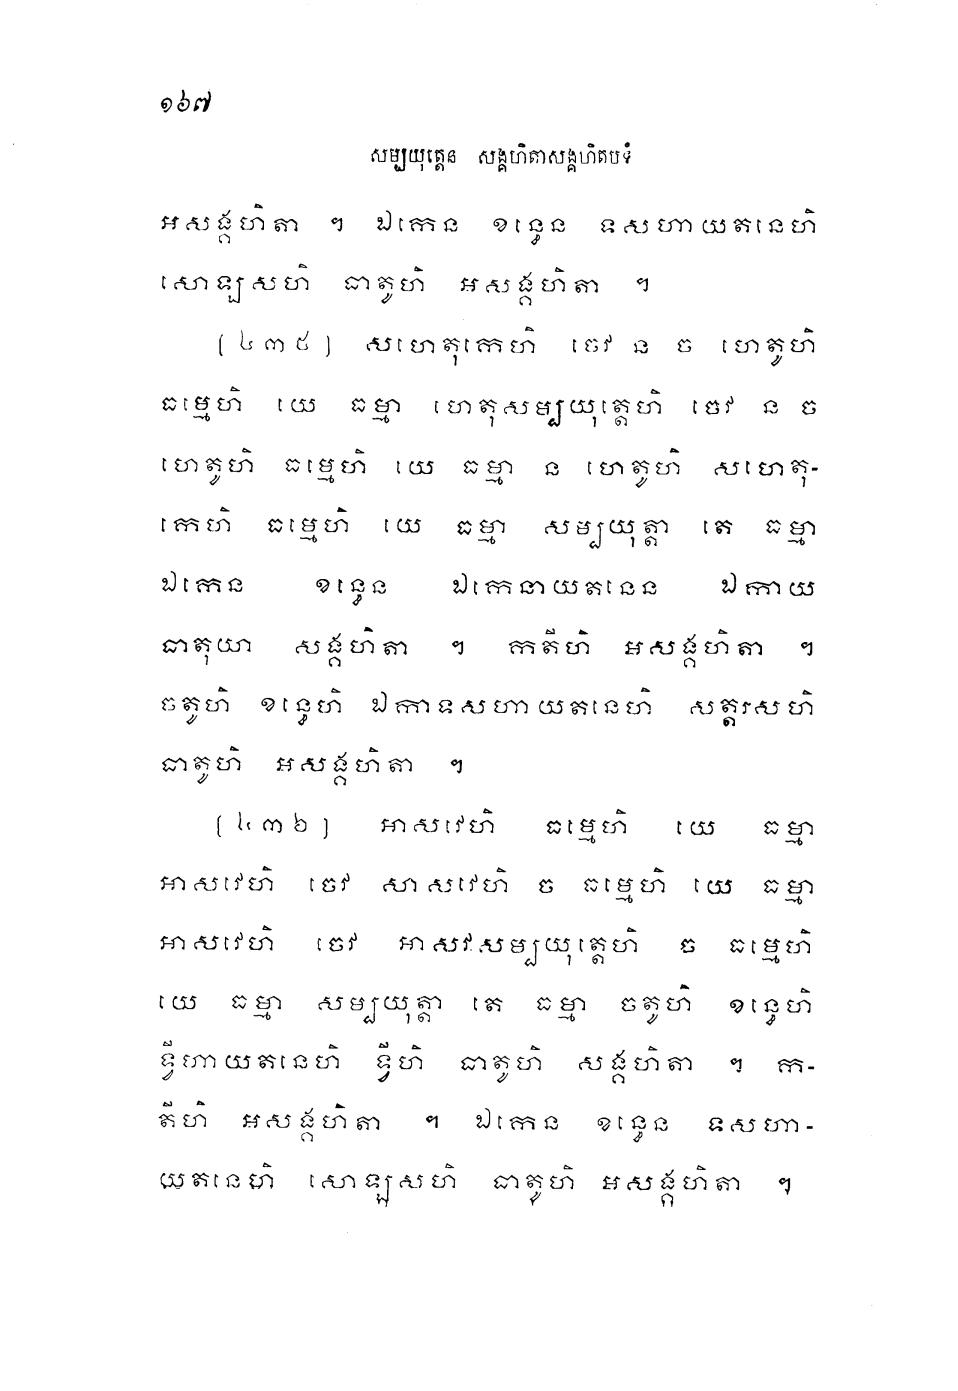 ១៦៧
សម្បយុត្តេន សង្គហិតាសង្គហិតបទំ
អសង្គហិតា ។ ឯកេន ខន្ធេន ទសហាយតនេហិ
សោឡសហិ ធាតូហិ អសង្គហិតា ។
(៤៣៥) សហេតុកេហិ ចេវ ន ច ហេតូហិ
ធម្មេហិ យេ ធម្មា ហេតុសម្បយុត្តេហិ ចេវ ន ច
ហេតូហិ ធម្មេហិ យេ ធម្មា ន ហេតូហិ សហេតុ-
កេហិ ធម្មេហិ យេ ធម្មា សម្បយុត្តា តេ ធម្មា
ឯកេន ខន្ធេន ឯកេនាយតនេន ឯកាយ
ធាតុយា សង្គហិតា ។ កតីហិ អសង្គហិតា ។
ចតូហិ ខន្ធេហិ ឯកាទសហាយតនេហិ សត្តរសហិ
ធាតូហិ អសង្គហិតា ។
(៤៣៦) អាសវេហិ ធម្មេហិ យេ ធម្មា
អាសវេហិ ចេវ សាសវេហិ ច ធម្មេហិ យេ ធម្មា
អាសវេហិ ចេវ អាសវសម្បយុត្តេហិ ច ធម្មេហិ
យេ ធម្មា សម្បយុត្តា តេ ធម្មា ចតូហិ ខន្ធេហិ
ទ្វីហាយតនេហិ ទ្វីហិ ធាតូហិ សង្គហិតា ។ ក-
តីហិ អសង្គហិតា ។ ឯកេន ខន្ធេន ទសហា-
យតនេហិ សោឡសហិ ធាតូហិ អសង្គហិតា ។